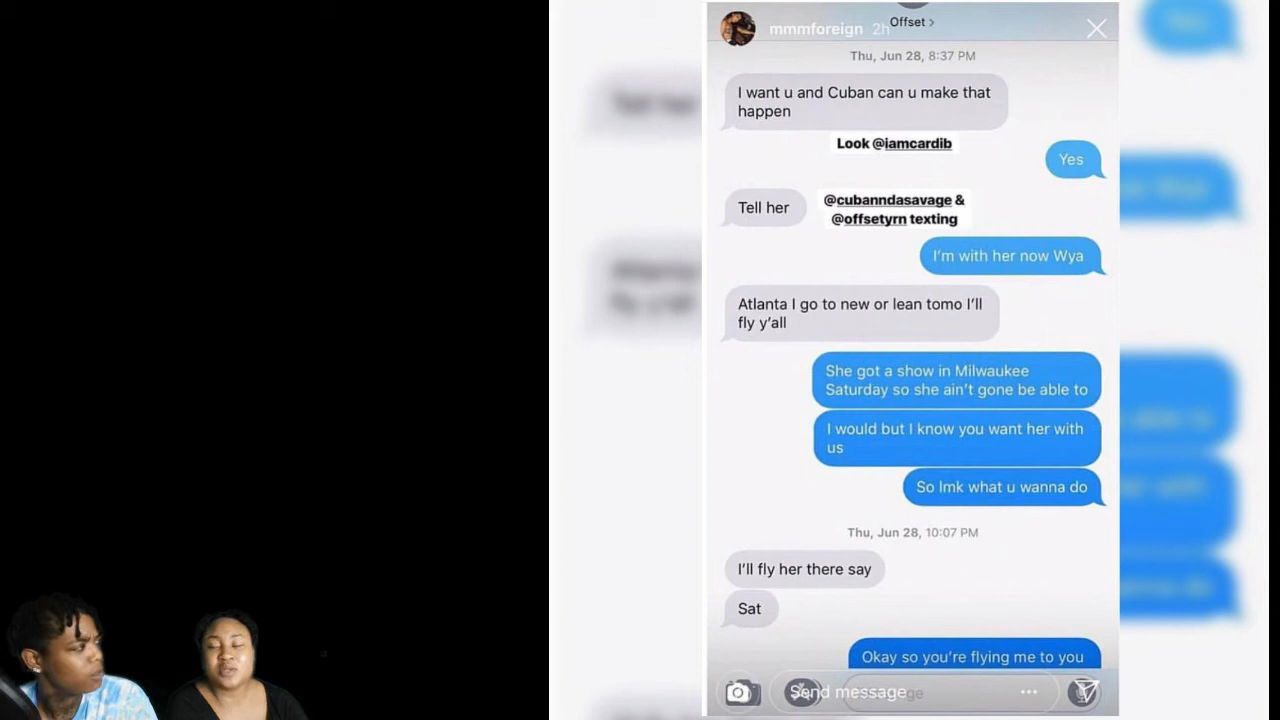 mmmforeign 2h
Offset >
Thu, Jun 28, 8:37 PM
I want u and Cuban can u make that
happen
Look @iamcardib
Yes
Tell her
@cubanndasavage &
@offsetyrn texting
I'm with her now Wya
Atlanta I go to new or lean tomo I'll
fly y'all
She got a show in Milwaukee
Saturday so she ain't gone be able to
I would but I know you want her with
us
So lmk what u wanna do
Thu, Jun 28, 10:07 PM
I'll fly her there say
Sat
Okay so you're flying me to you
Send message